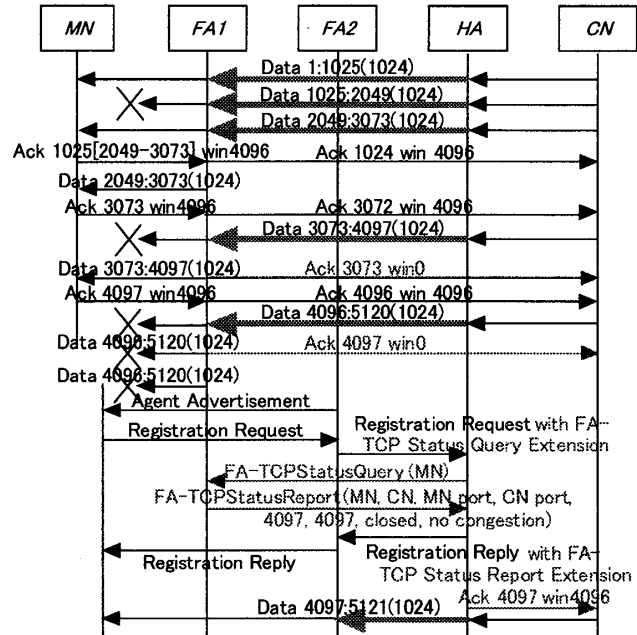 MN FA1 FA2 HA CN
Data 1:1025(1024)
Data 1025:2049(1024)
Data 2049:3073(1024)
Ack 1025[2049-3073] win4096 Ack 1024 win 4096
Data 2049:3073(1024)
Ack 3073 win4096 Ack 3072 win 4096
Data 3073:4097(1024)
Data 3073:4097(1024) Ack 3073 win0
Ack 4097 win4096 Ack 4096 win 4096
Data 4096:5120(1024)
Data 4096:5120(1024) Ack 4097 win0
Data 4096:5120(1024)
Agent Advertisement
Registration Request
Registration Request with FA-
TCP Status Query Extension
FA-TCPStatusQuery(MN)
FA-TCPStatusReport(MN, CN, MN port, CN port,
4097, 4097, closed, no congestion)
Registration Reply
Registration Reply with FA-
TCP Status Report Extension
Ack 4097 win4096
Data 4097:5121(1024)